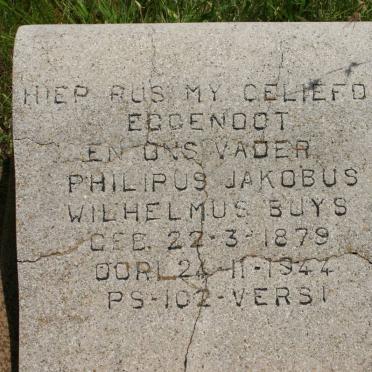 HIER RUS MY GELIEFD
EGGENOOT
EN ONS VADER
PHILIPUS JAKOBUS
WILHELMUS BUYS
GEB. 22-3-1879
OORL 24-11-1944
PS-102-VERS 1